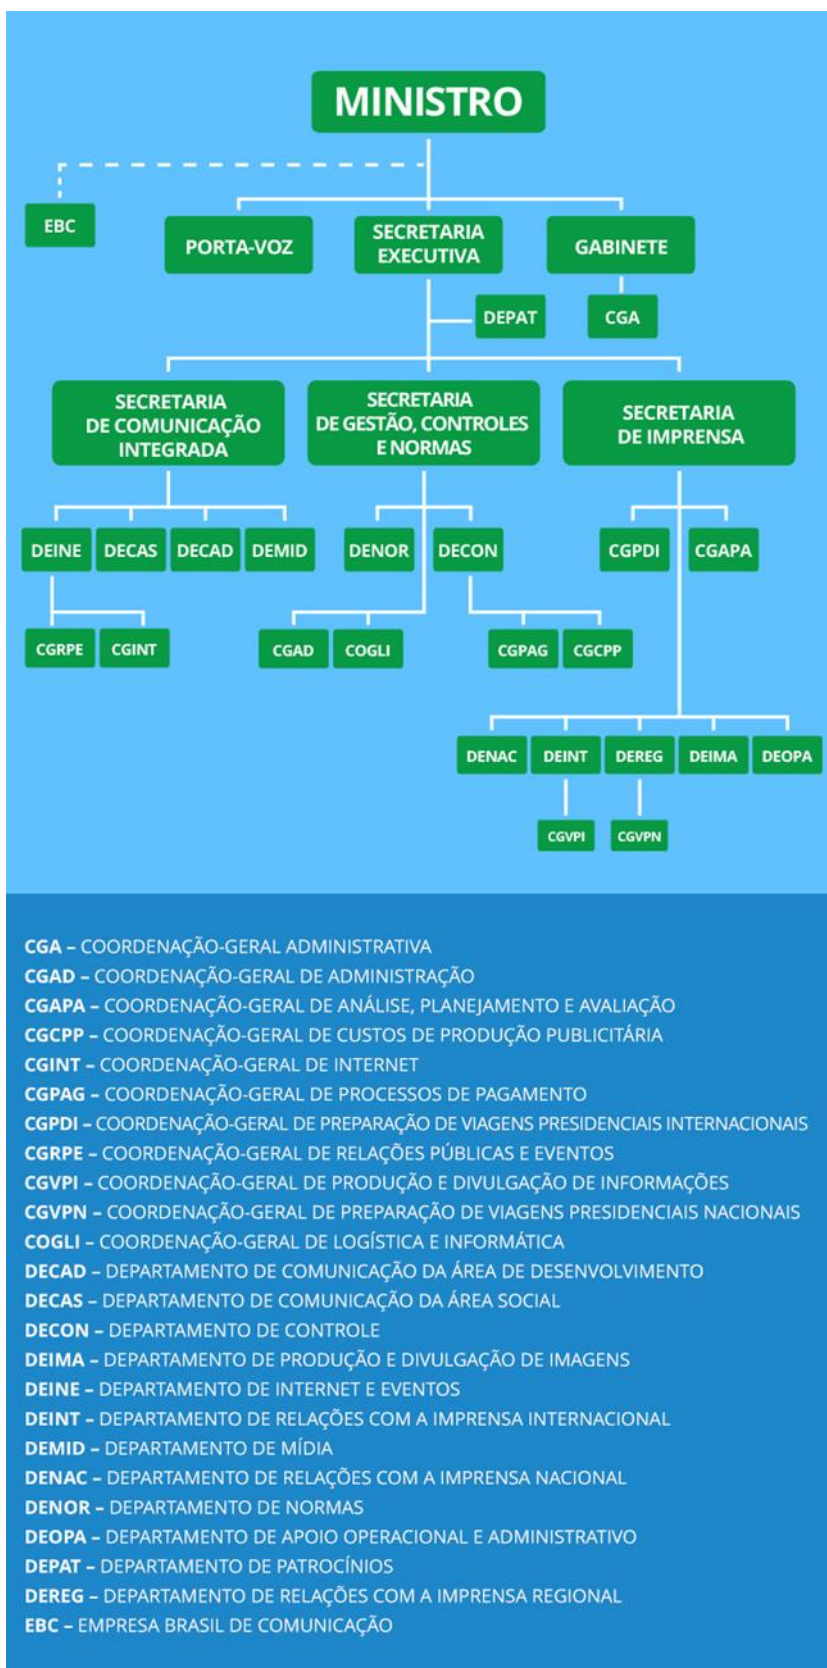 MINISTRO
EBC
PORTA-VOZ
SECRETARIA
EXECUTIVA
GABINETE
DEPAT
CGA
SECRETARIA
DE COMUNICAÇÃO
INTEGRADA
SECRETARIA
DE GESTÃO, CONTROLES
E NORMAS
SECRETARIA
DE IMPRENSA
DEINE
DECAS
DECAD
DEMID
DENOR
DECON
CGPDI
CGAPA
CGRPE
CGINT
CGAD
COGLI
CGPAG
CGCPP
DENAC
DEINT
DEREG
DEIMA
DEOPA
CGVPI
CGVPN
CGA – COORDENAÇÃO-GERAL ADMINISTRATIVA
CGAD – COORDENAÇÃO-GERAL DE ADMINISTRAÇÃO
CGAPA – COORDENAÇÃO-GERAL DE ANÁLISE, PLANEJAMENTO E AVALIAÇÃO
CGCPP – COORDENAÇÃO-GERAL DE CUSTOS DE PRODUÇÃO PUBLICITÁRIA
CGINT – COORDENAÇÃO-GERAL DE INTERNET
CGPAG – COORDENAÇÃO-GERAL DE PROCESSOS DE PAGAMENTO
CGPDI – COORDENAÇÃO-GERAL DE PREPARAÇÃO DE VIAGENS PRESIDENCIAIS INTERNACIONAIS
CGRPE – COORDENAÇÃO-GERAL DE RELAÇÕES PÚBLICAS E EVENTOS
CGVPI – COORDENAÇÃO-GERAL DE PRODUÇÃO E DIVULGAÇÃO DE INFORMAÇÕES
CGVPN – COORDENAÇÃO-GERAL DE PREPARAÇÃO DE VIAGENS PRESIDENCIAIS NACIONAIS
COGLI – COORDENAÇÃO-GERAL DE LOGÍSTICA E INFORMÁTICA
DECAD – DEPARTAMENTO DE COMUNICAÇÃO DA ÁREA DE DESENVOLVIMENTO
DECAS – DEPARTAMENTO DE COMUNICAÇÃO DA ÁREA SOCIAL
DECON – DEPARTAMENTO DE CONTROLE
DEIMA – DEPARTAMENTO DE PRODUÇÃO E DIVULGAÇÃO DE IMAGENS
DEINE – DEPARTAMENTO DE INTERNET E EVENTOS
DEINT – DEPARTAMENTO DE RELAÇÕES COM A IMPRENSA INTERNACIONAL
DEMID – DEPARTAMENTO DE MÍDIA
DENAC – DEPARTAMENTO DE RELAÇÕES COM A IMPRENSA NACIONAL
DENOR – DEPARTAMENTO DE NORMAS
DEOPA – DEPARTAMENTO DE APOIO OPERACIONAL E ADMINISTRATIVO
DEPAT – DEPARTAMENTO DE PATROCÍNIOS
DEREG – DEPARTAMENTO DE RELAÇÕES COM A IMPRENSA REGIONAL
EBC – EMPRESA BRASIL DE COMUNICAÇÃO